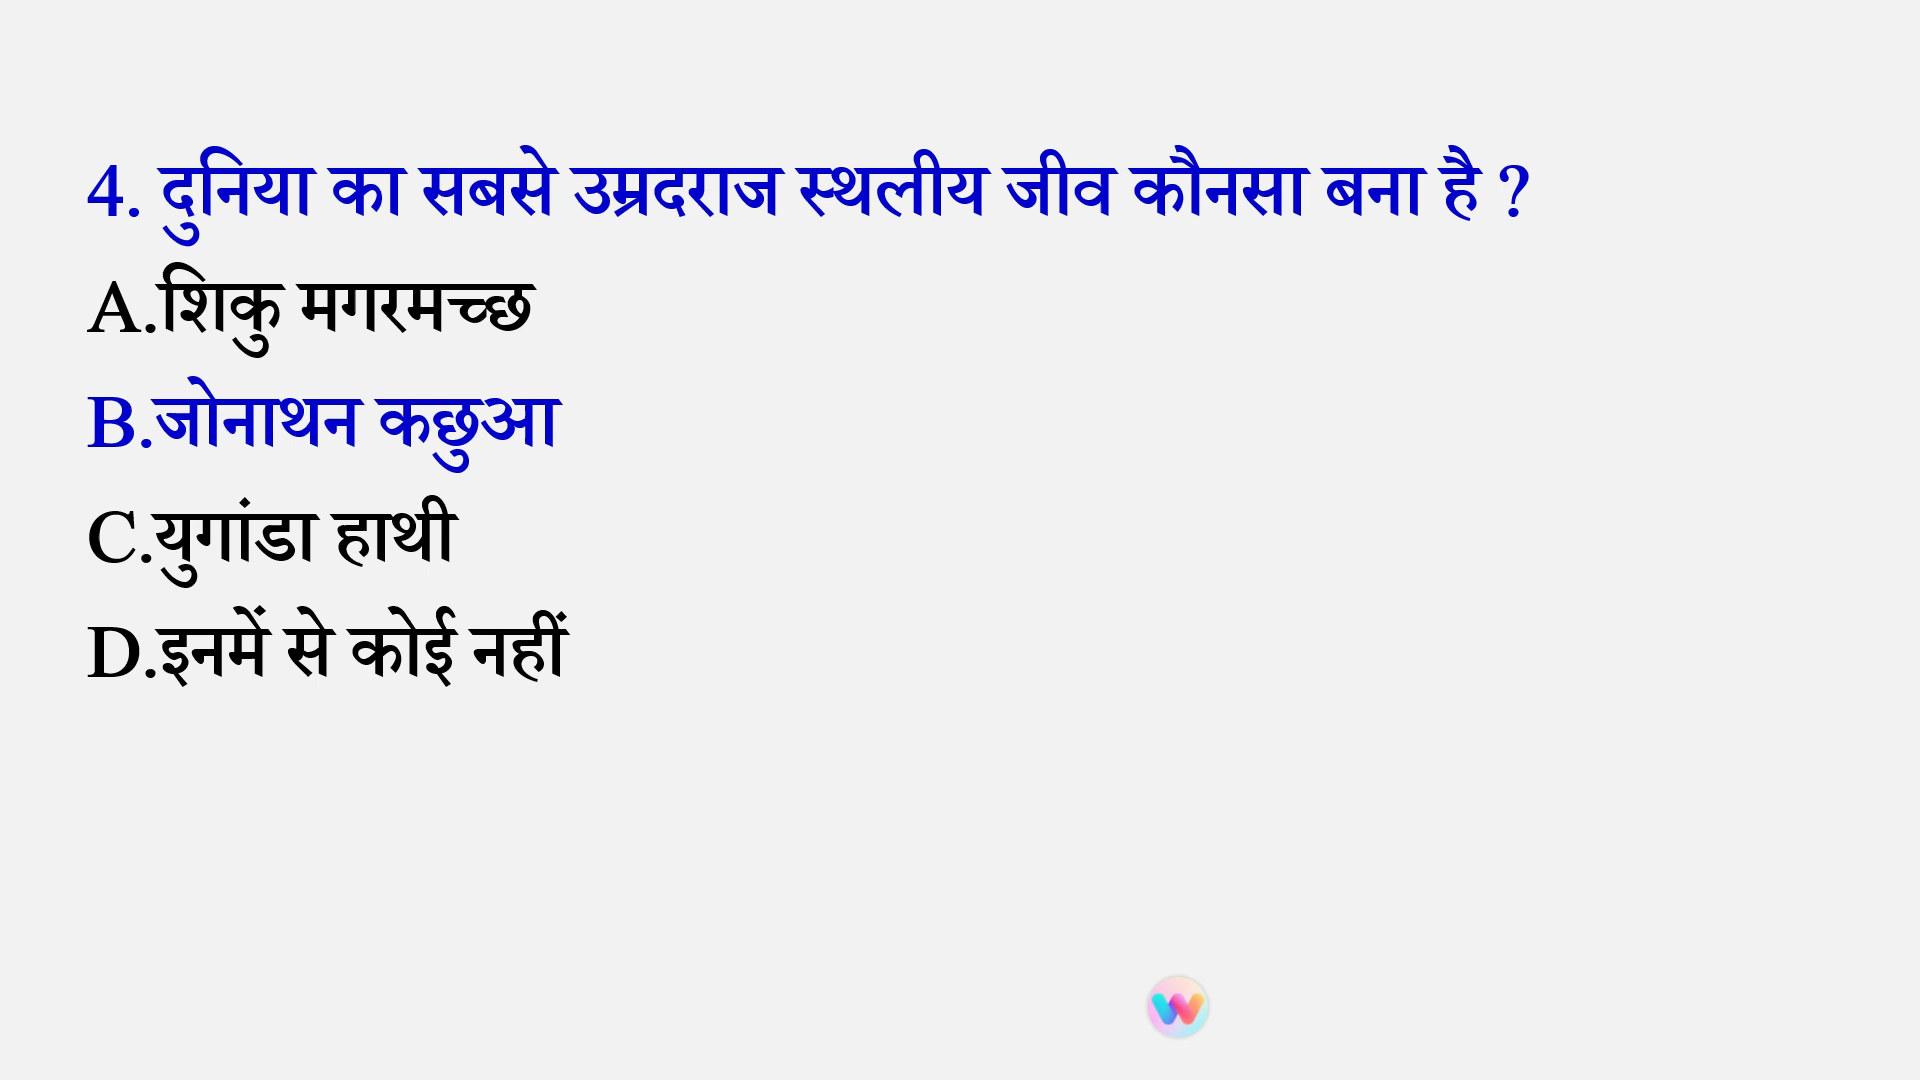 4. दुनिया का सबसे उम्रदराज स्थलीय जीव कौनसा बना है ?
A.शिकु मगरमच्छ
B.जोनाथन कछुआ
C.युगांडा हाथी
D.इनमें से कोई नहीं